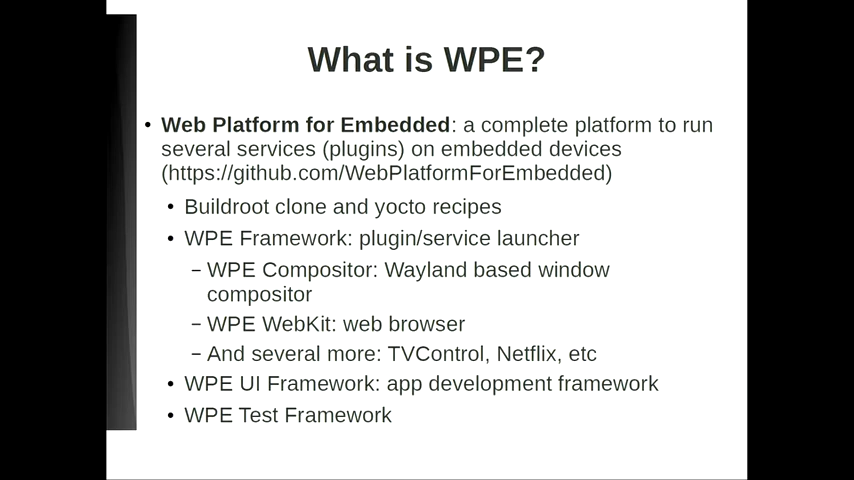 What is WPE?
• Web Platform for Embedded: a complete platform to run
several services (plugins) on embedded devices
(https://github.com/WebPlatformForEmbedded)
• Buildroot clone and yocto recipes
• WPE Framework: plugin/service launcher
– WPE Compositor: Wayland based window
compositor
– WPE WebKit: web browser
– And several more: TVControl, Netflix, etc
• WPE UI Framework: app development framework
• WPE Test Framework